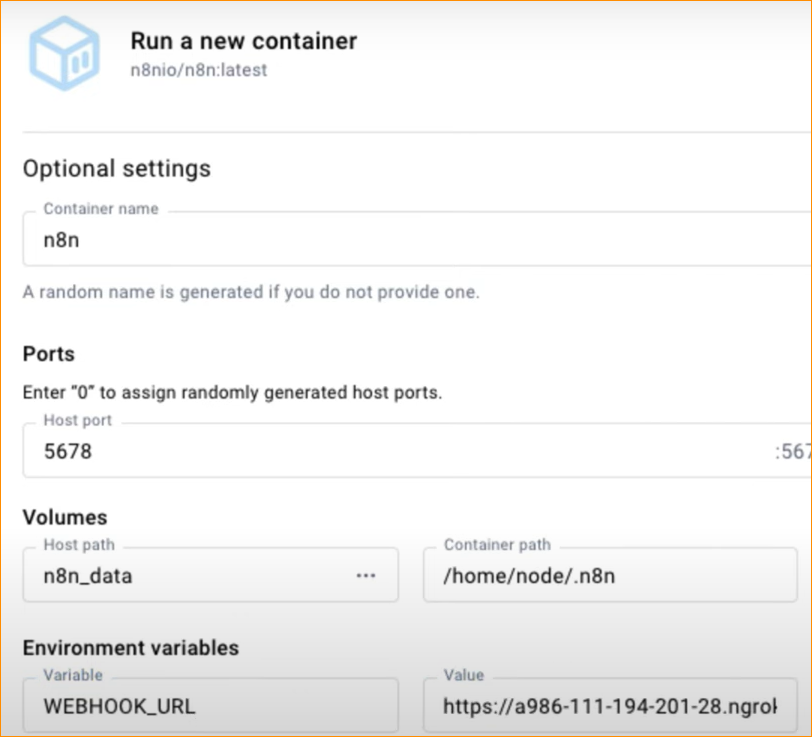 Run a new container
n8nio/n8n:latest
Optional settings
Container name
n8n
A random name is generated if you do not provide one.
Ports
Enter “0” to assign randomly generated host ports.
Host port
5678 :567
Volumes
Host path Container path
n8n_data ··· /home/node/.n8n
Environment variables
Variable Value
WEBHOOK_URL https://a986-111-194-201-28.ngrok